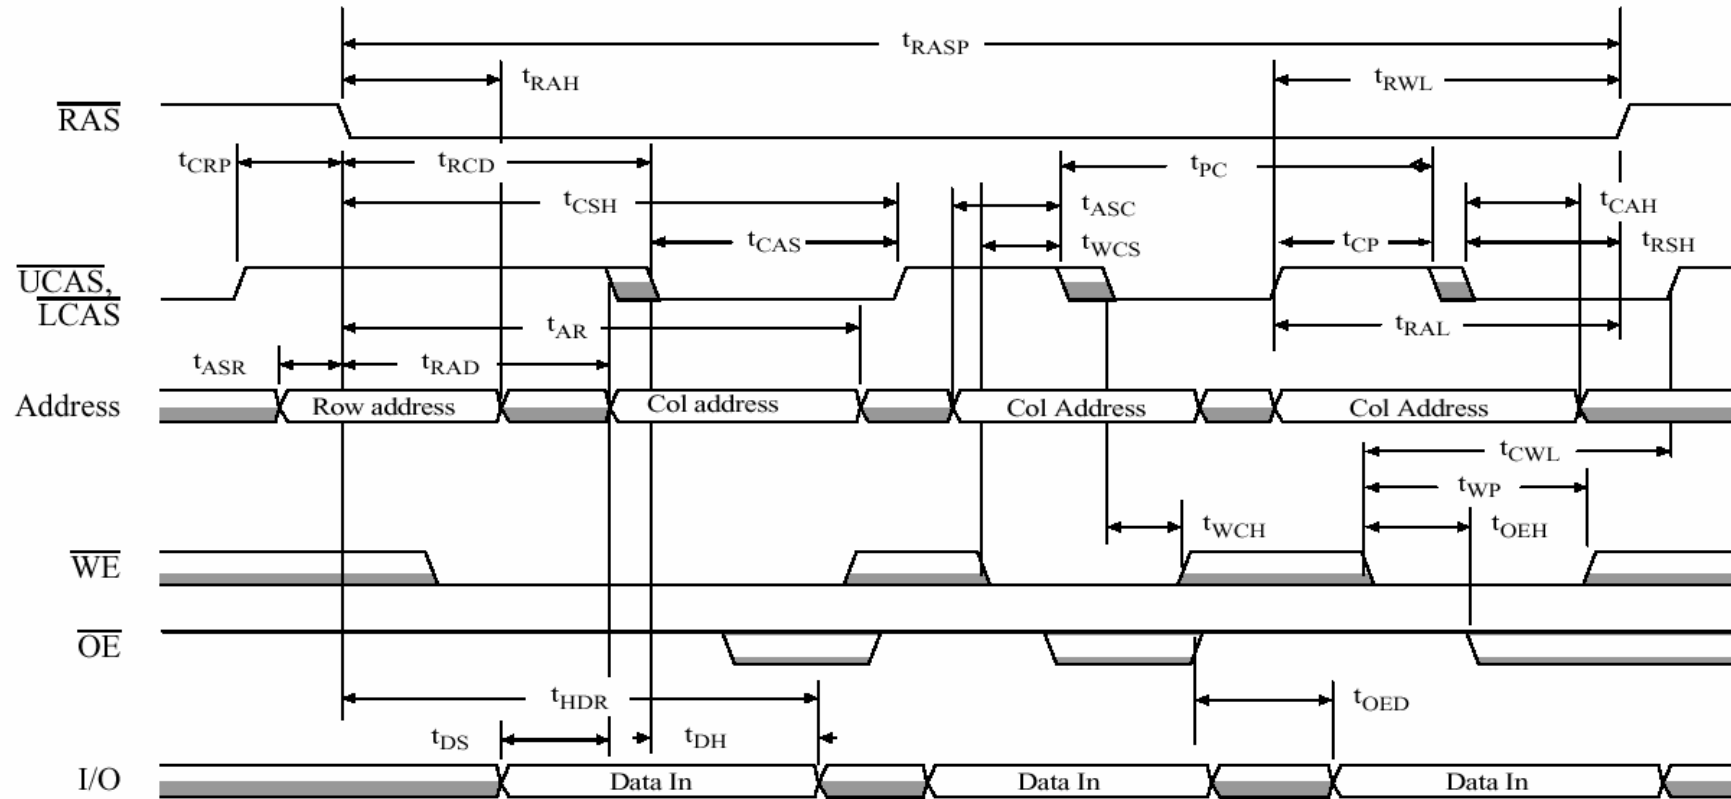 tRASP
tRAH
tRWL
RAS
tCRP
tRCD
tPC
tCSH
tASC
tCAH
tCAS
tWCS
tCP
tRSH
UCAS,
LCAS
tAR
tRAL
tASR
tRAD
Address
Row address
Col address
Col Address
Col Address
tCWL
tWP
tWCH
tOEH
WE
OE
tHDR
tOED
tDS
tDH
I/O
Data In
Data In
Data In